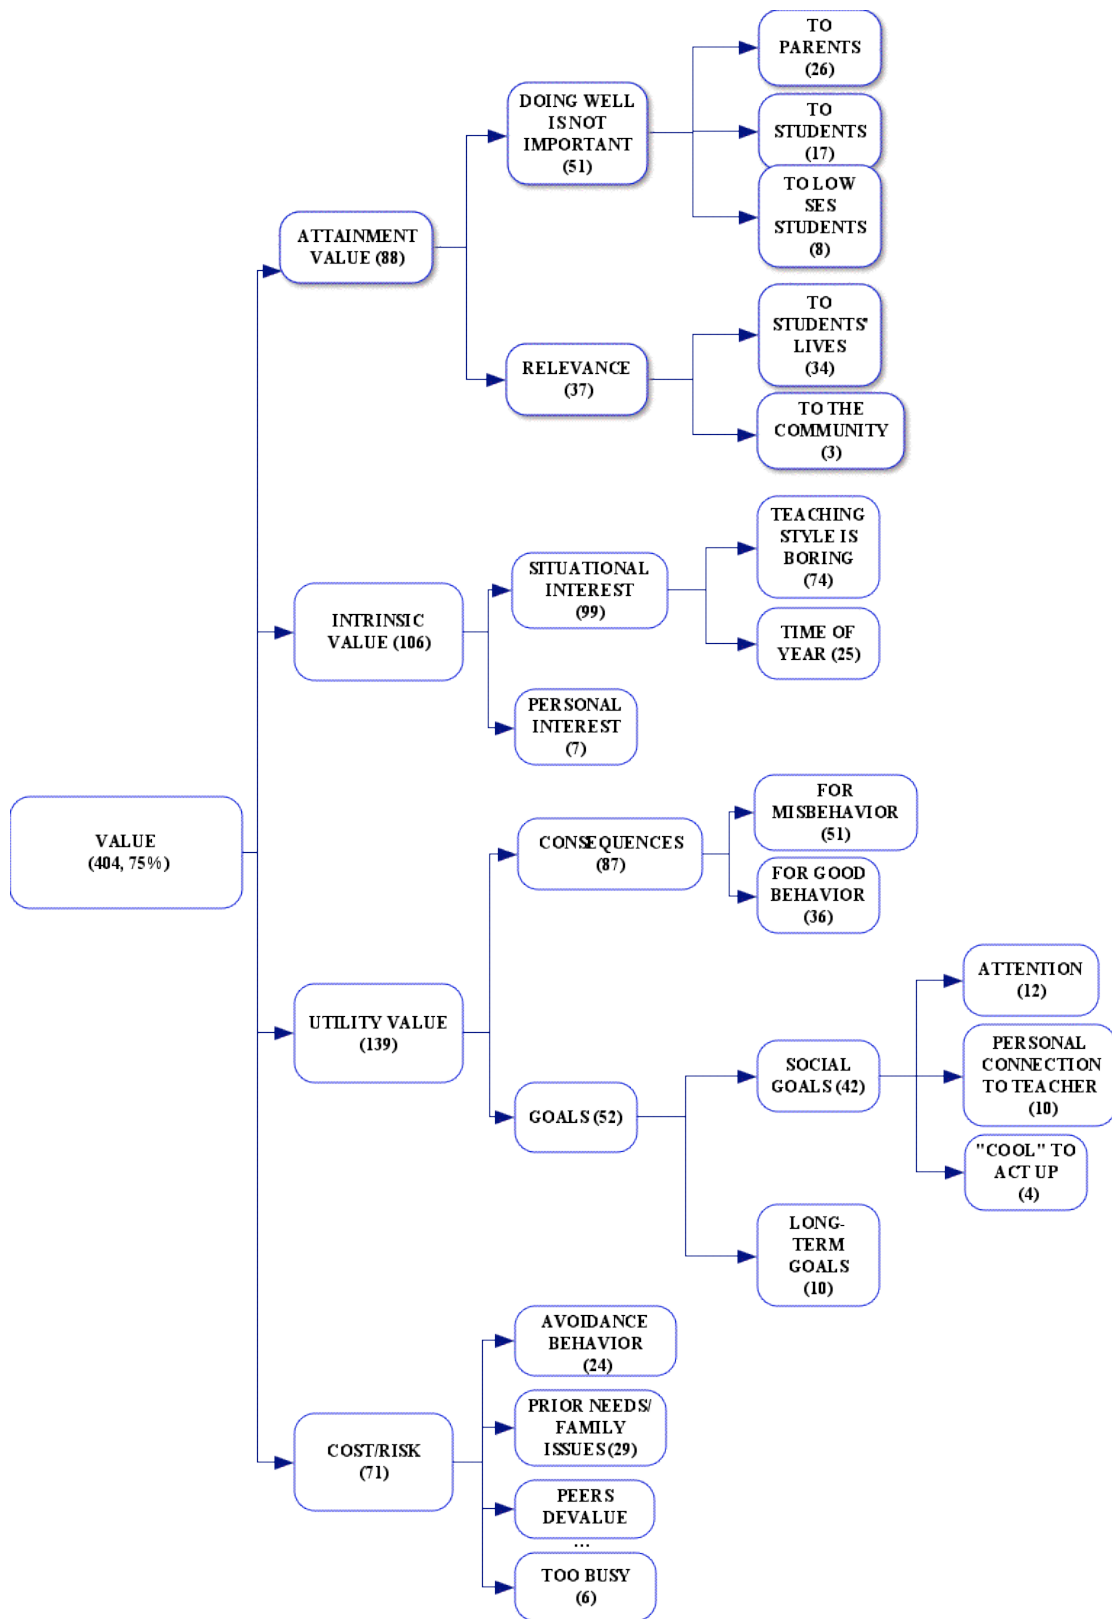 TO
PARENTS
(26)
DOING WELL
IS NOT
IMPORTANT
(51)
TO
STUDENTS
(17)
TO LOW
SES
STUDENTS
(8)
ATTAINMENT
VALUE (88)
TO
STUDENTS'
LIVES
(34)
RELEVANCE
(37)
TO THE
COMMUNITY
(3)
TEACHING
STYLE IS
BORING
(74)
SITUATIONAL
INTEREST
(99)
INTRINSIC
VALUE (106)
TIME OF
YEAR (25)
PERSONAL
INTEREST
(7)
VALUE
(404, 75%)
FOR
MISBEHAVIOR
(51)
CONSEQUENCES
(87)
FOR GOOD
BEHAVIOR
(36)
UTILITY VALUE
(139)
ATTENTION
(12)
SOCIAL
GOALS (42)
PERSONAL
CONNECTION
TO TEACHER
(10)
GOALS (52)
"COOL" TO
ACT UP
(4)
LONG-
TERM
GOALS
(10)
AVOIDANCE
BEHAVIOR
(24)
PRIOR NEEDS/
FAMILY
ISSUES (29)
COST/RISK
(71)
PEERS
DEVALUE
...
TOO BUSY
(6)